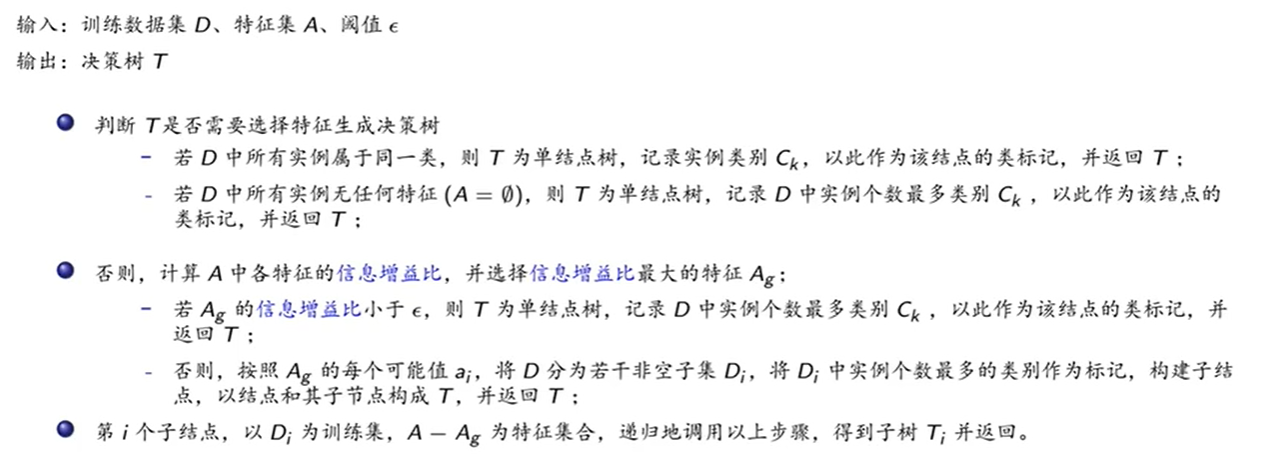 输入：训练数据集 D、特征集 A、阈值 ϵ
输出：决策树 T
判断 T是否需要选择特征生成决策树
- 若 D 中所有实例属于同一类，则 T 为单结点树，记录实例类别 Cₖ，以此作为该结点的类标记，并返回 T；
- 若 D 中所有实例无任何特征 (A = ∅)，则 T 为单结点树，记录 D 中实例个数最多类别 Cₖ ，以此作为该结点的
类标记，并返回 T；
否则，计算 A 中各特征的信息增益比，并选择信息增益比最大的特征 A_g；
- 若 A_g 的信息增益比小于 ϵ，则 T 为单结点树，记录 D 中实例个数最多类别 Cₖ ，以此作为该结点的类标记，并
返回 T；
- 否则，按照 A_g 的每个可能值 aᵢ，将 D 分为若干非空子集 Dᵢ，将 Dᵢ 中实例个数最多的类别作为标记，构建子结
点，以结点和其子节点构成 T，并返回 T；
第 i 个子结点，以 Dᵢ 为训练集，A − A_g 为特征集合，递归地调用以上步骤，得到子树 Tᵢ 并返回。